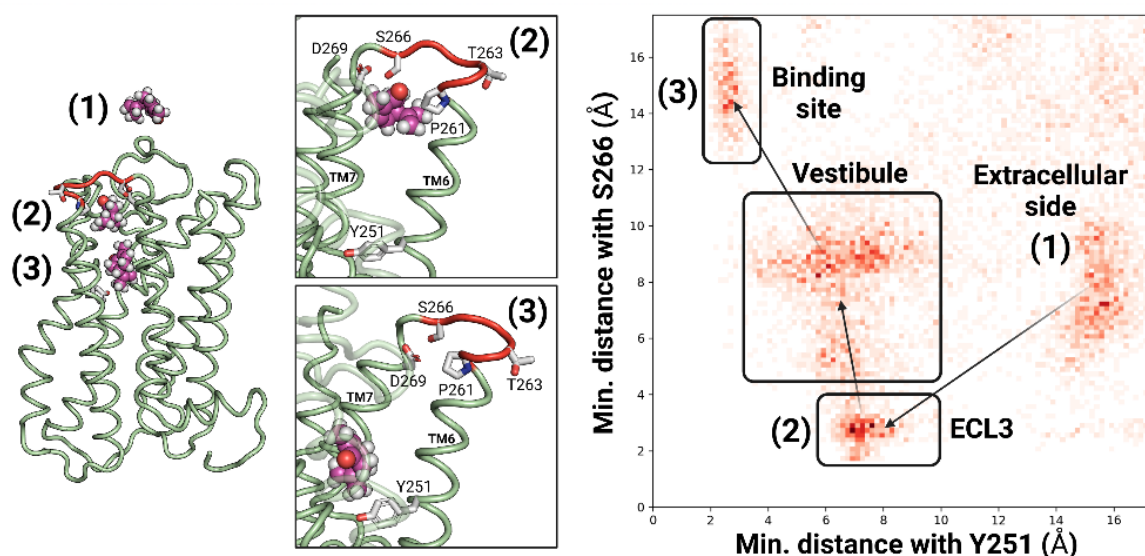 (1)
(2)
(3)
D269
S266
(2)
T263
P261
TM7
TM6
Y251
S266
(3)
D269
P261
T263
TM7
TM6
Y251
Min. distance with S266 (Å)
16
14
12
10
8
6
4
2
(3)
Binding
site
Vestibule
Extracellular
side
(1)
(2)
ECL3
0
2
4
6
8
10
12
14
16
Min. distance with Y251 (Å)